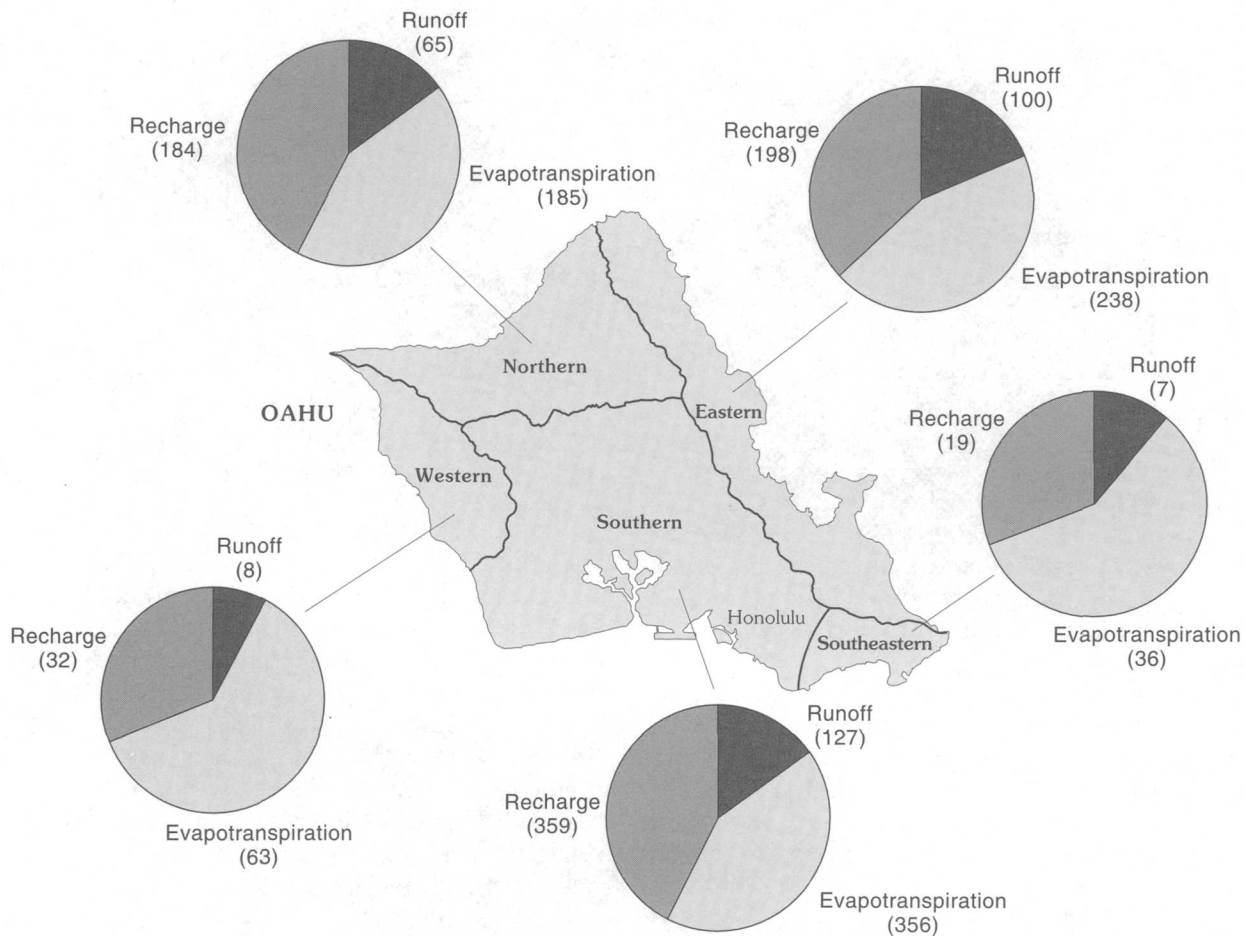 Runoff
(65)
Recharge
(184)
Evapotranspiration
(185)
Runoff
(100)
Recharge
(198)
Evapotranspiration
(238)
Northern
OAHU
Eastern
Western
Southern
Honolulu
Southeastern
Runoff
(7)
Recharge
(19)
Evapotranspiration
(36)
Runoff
(8)
Recharge
(32)
Evapotranspiration
(63)
Runoff
(127)
Recharge
(359)
Evapotranspiration
(356)